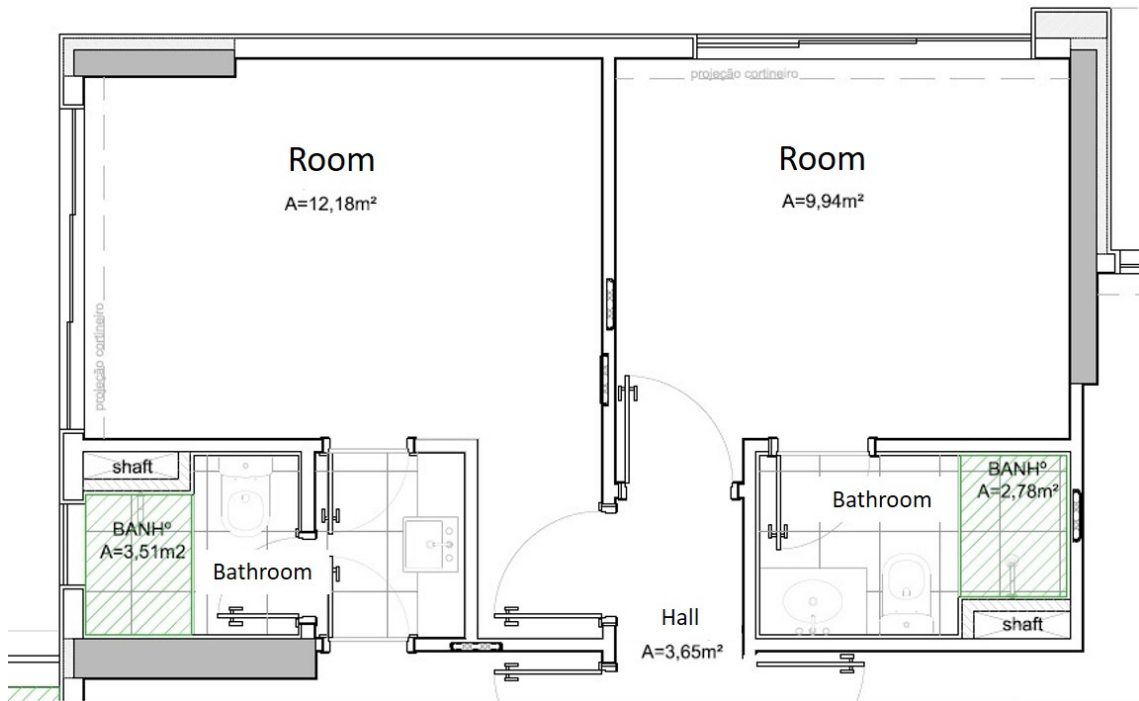 projeção cortineiro
Room
A=12,18m²
Room
A=9,94m²
projeção cortineiro
shaft
BANHº
A=3,51m2
Bathroom
BANHº
A=2,78m²
Bathroom
shaft
Hall
A=3,65m²